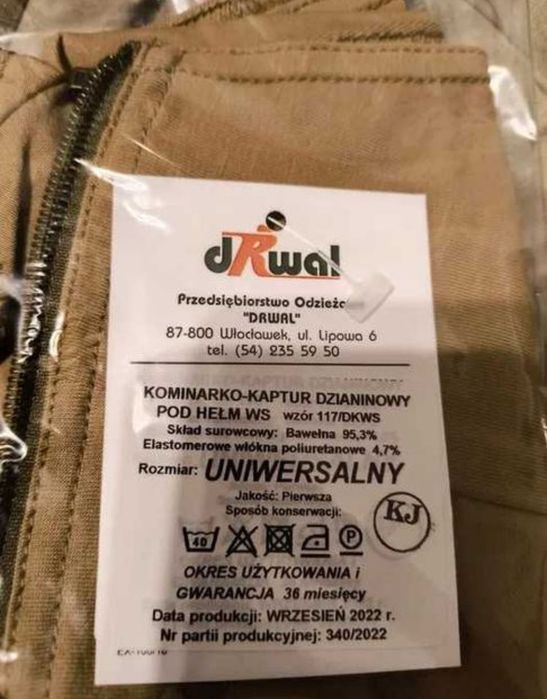 dRwal
Przedsiębiorstwo
"DRWAL"
87-800 Włocławek, ul. Lipowa 6
tel. (54) 235 59 50
KOMINARKO-KAPTUR DZIANINOWY
POD HEŁM WS wzór 117/DKWS
Skład surowcowy: Bawełna 95,3%
Elastomerowe włókna poliuretanowe 4,7%
Rozmiar: UNIWERSALNY
Jakość: Pierwsza
Sposób konserwacji:
KJ
40 P
OKRES UŻYTKOWANIA i
GWARANCJA 36 miesięcy
Data produkcji: WRZESIEŃ 2022 r.
Nr partii produkcyjnej: 340/2022